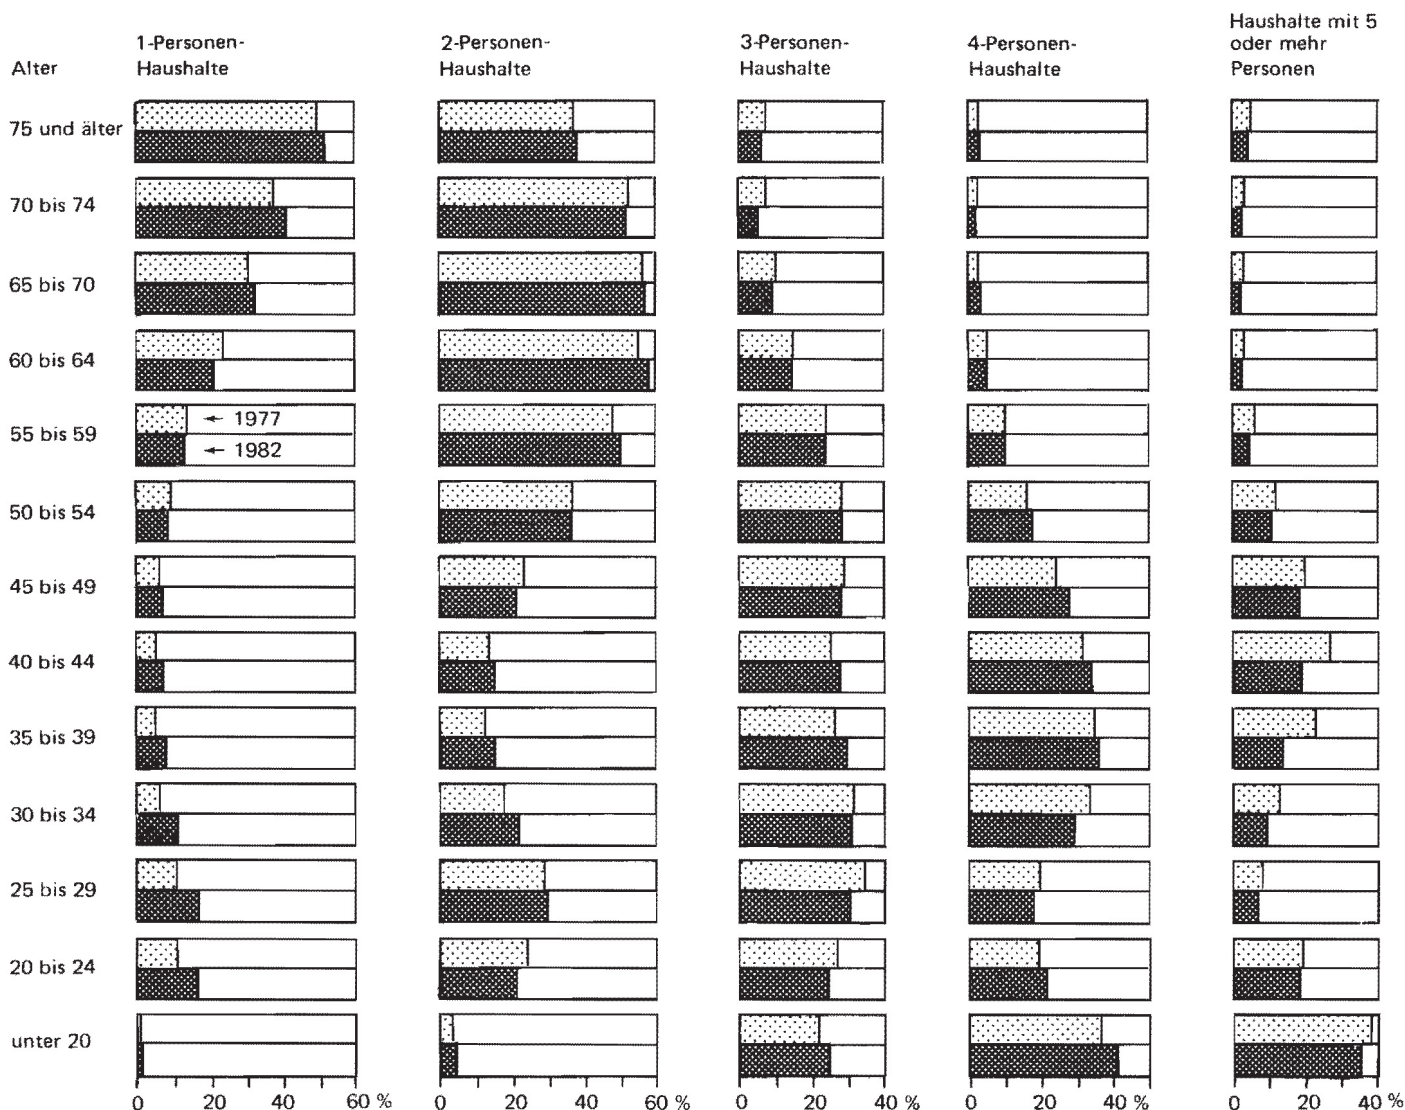 Alter
1-Personen-
Haushalte
2-Personen-
Haushalte
3-Personen-
Haushalte
4-Personen-
Haushalte
Haushalte mit 5
oder mehr
Personen
75 und älter
70 bis 74
65 bis 70
60 bis 64
55 bis 59
← 1977
← 1982
50 bis 54
45 bis 49
40 bis 44
35 bis 39
30 bis 34
25 bis 29
20 bis 24
unter 20
0 20 40 60 %
0 20 40 60 %
0 20 40 %
0 20 40 %
0 20 40 %